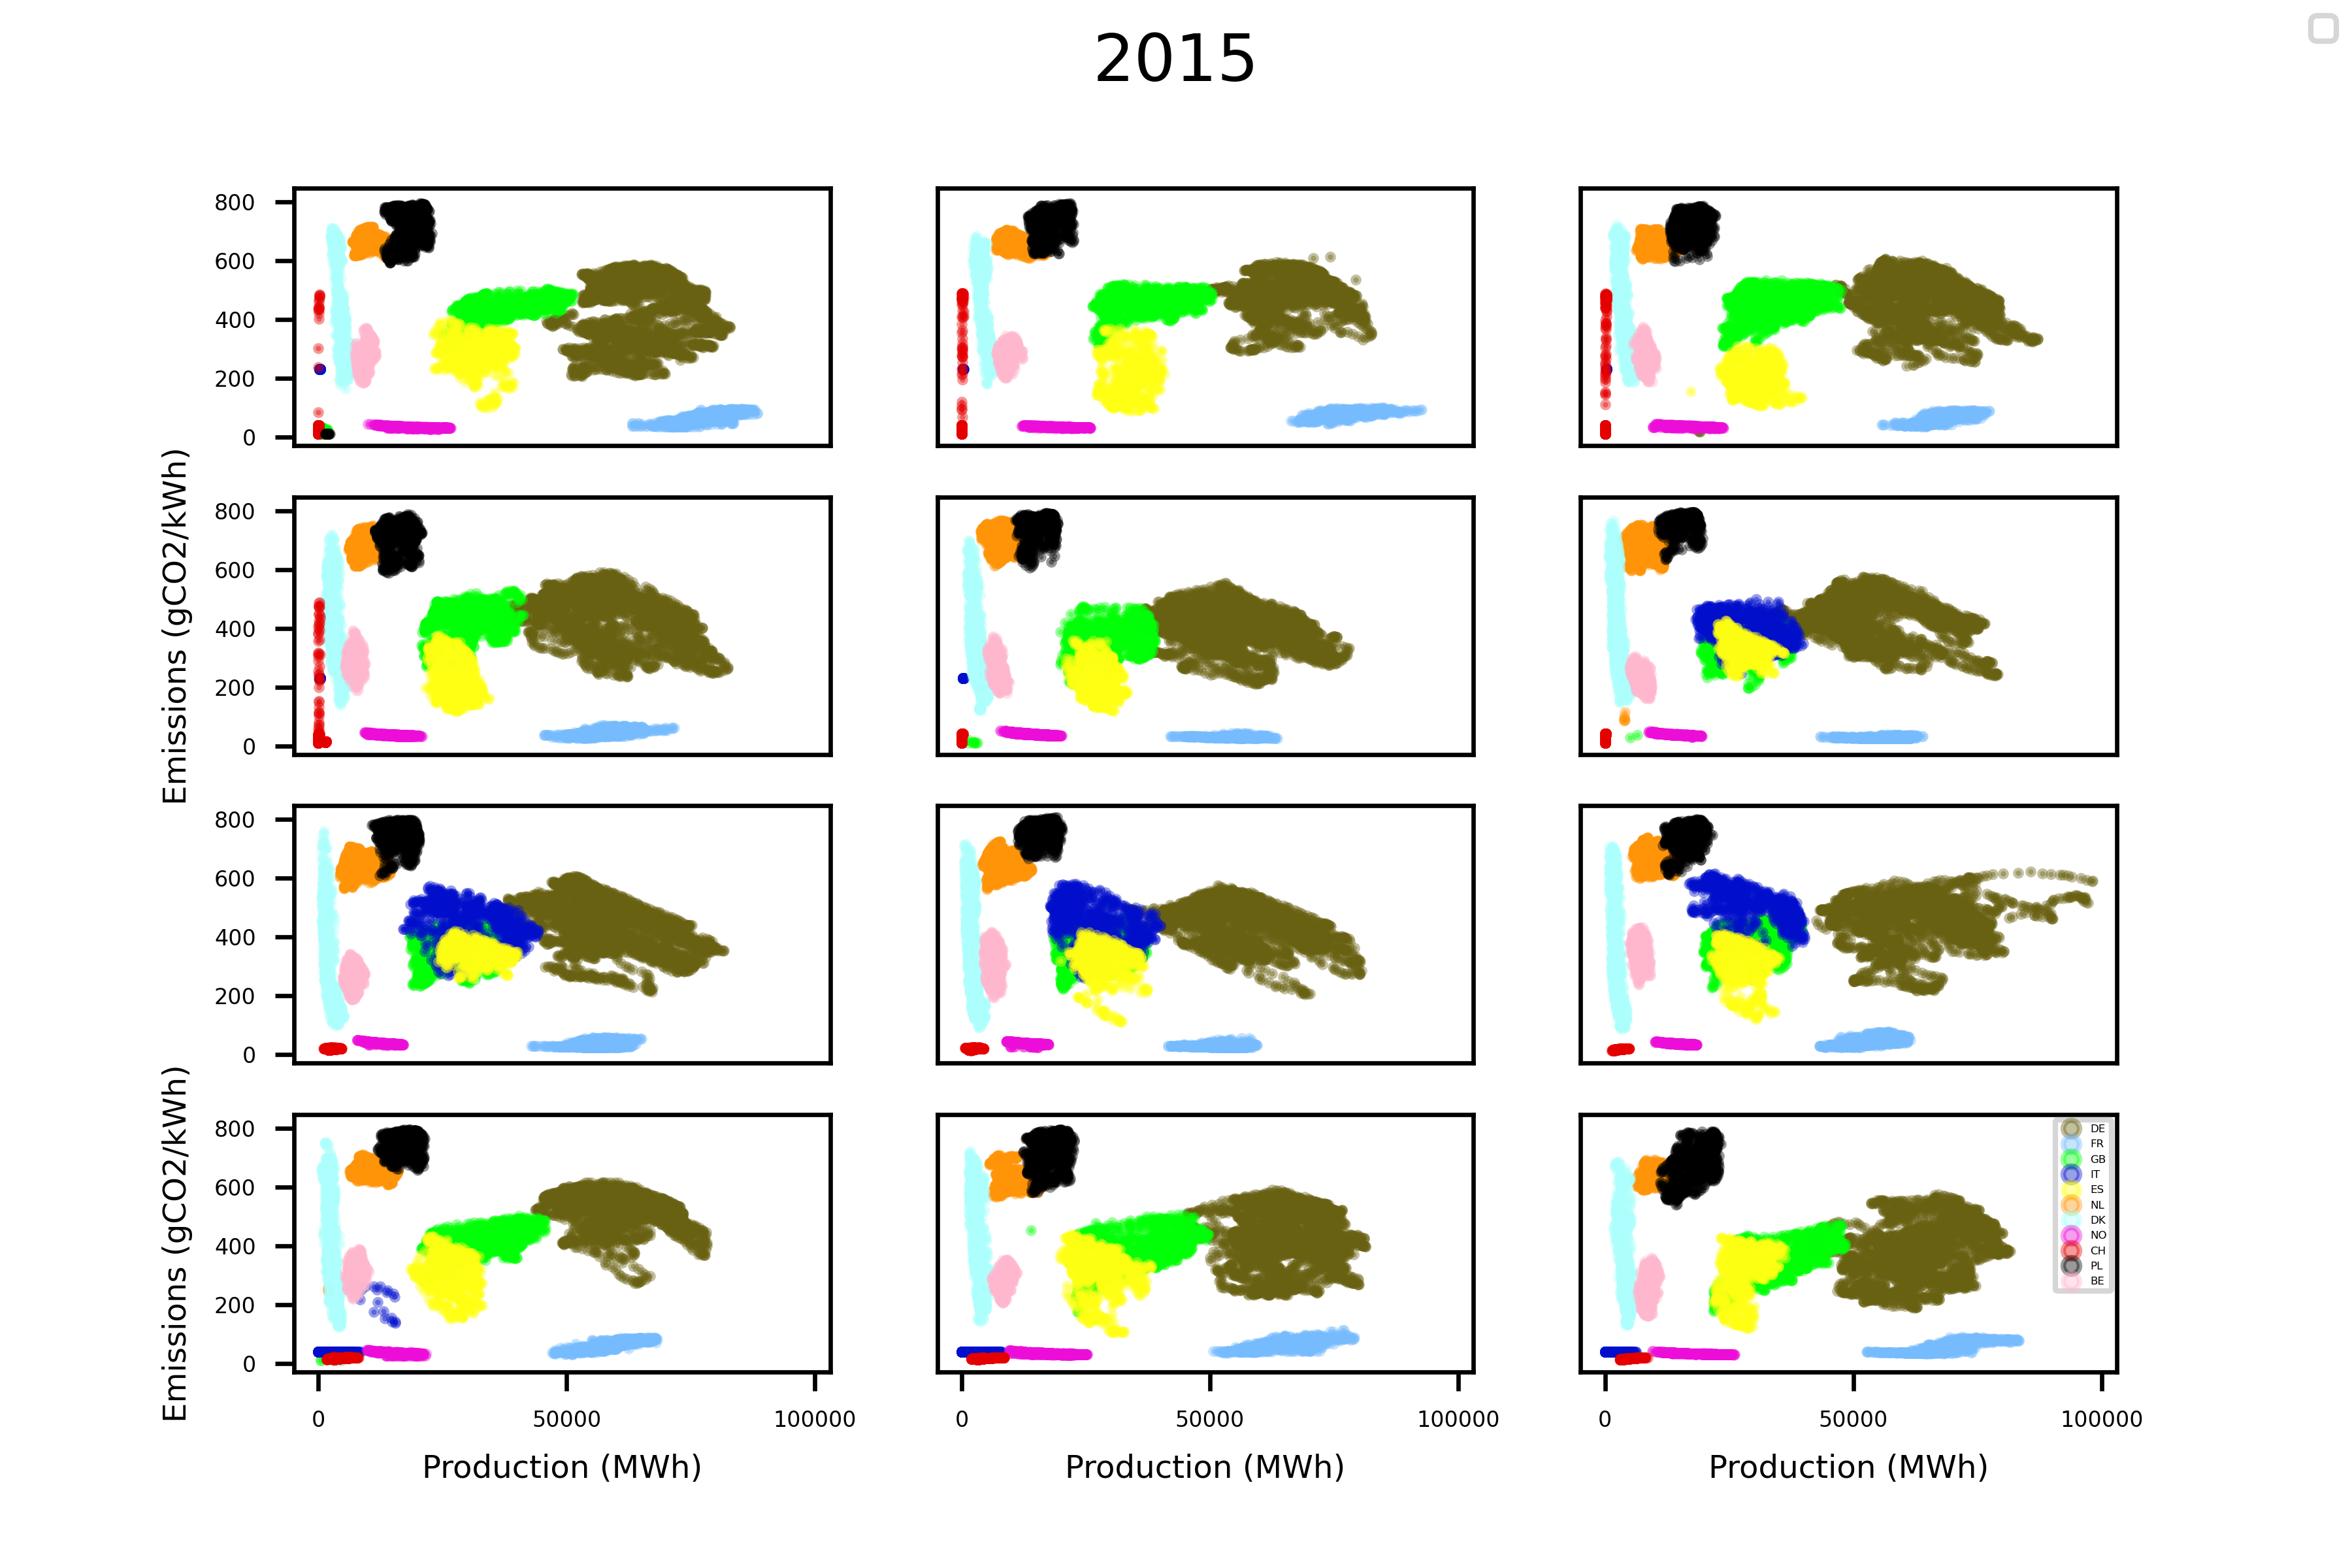 2015
800
600
400
200
0
Emissions (gCO2/kWh)
800
600
400
200
0
800
600
400
200
0
Emissions (gCO2/kWh)
800
600
400
200
0
DE
FR
GB
IT
ES
NL
DK
NO
CH
PL
BE
0 50000 100000 0 50000 100000 0 50000 100000
Production (MWh) Production (MWh) Production (MWh)